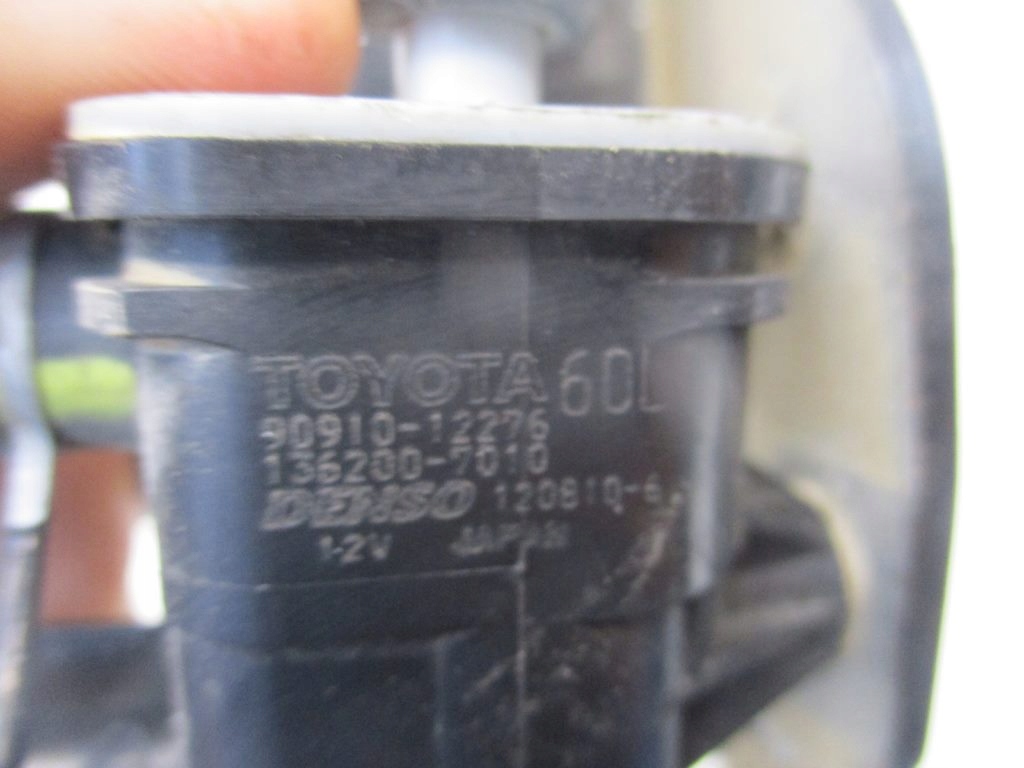 TOYOTA 60L
90910-12276
136200-7010
DENSO 120810-6
12V JAPAN